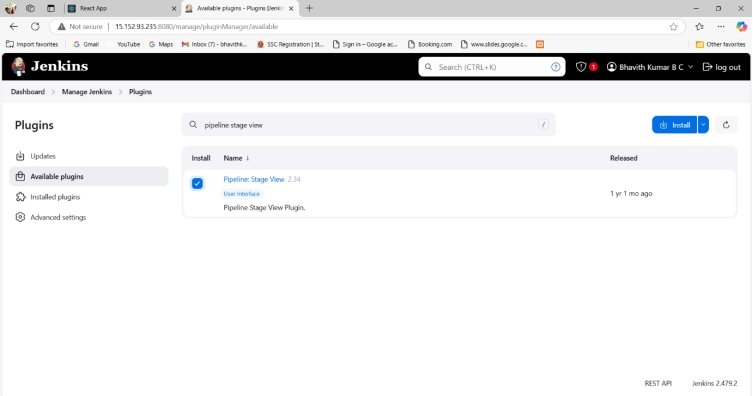 React App
Available plugins - Plugins [Jenki
Not secure
15.152.93.235:8080/manage/pluginManager/available
Import favorites
Gmail
YouTube
Maps
Inbox (7) - bhavithk...
SSC Registration | St...
Sign in – Google ac...
Booking.com
www.slides.google.c...
Other favorites
Jenkins
Search (CTRL+K)
1
Bhavith Kumar B C
log out
Dashboard > Manage Jenkins > Plugins
Plugins
pipeline stage view
/
Install
Updates
Available plugins
Installed plugins
Advanced settings
Install Name ↓ Released
Pipeline: Stage View 2.34
User Interface
Pipeline Stage View Plugin.
1 yr 1 mo ago
REST API
Jenkins 2.479.2